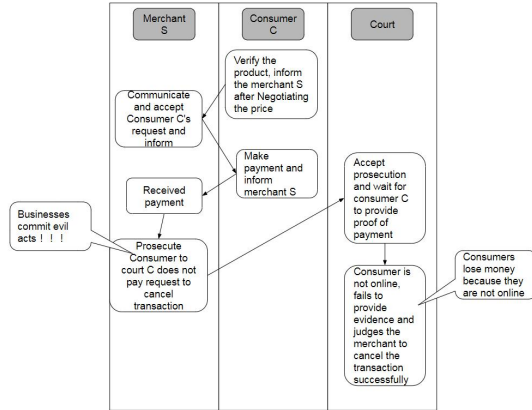 Merchant
S
Consumer
C
Court
Verify the
product, inform
the merchant S
after Negotiating
the price
Communicate
and accept
Consumer C's
request and
inform
Make
payment and
inform
merchant S
Received
payment
Accept
prosecution
and wait for
consumer C
to provide
proof of
payment
Businesses
commit evil
acts！！！
Prosecute
Consumer to
court C does not
pay request to
cancel
transaction
Consumer is
not online,
fails to
provide
evidence and
judges the
merchant to
cancel the
transaction
successfully
Consumers
lose money
because they
are not online